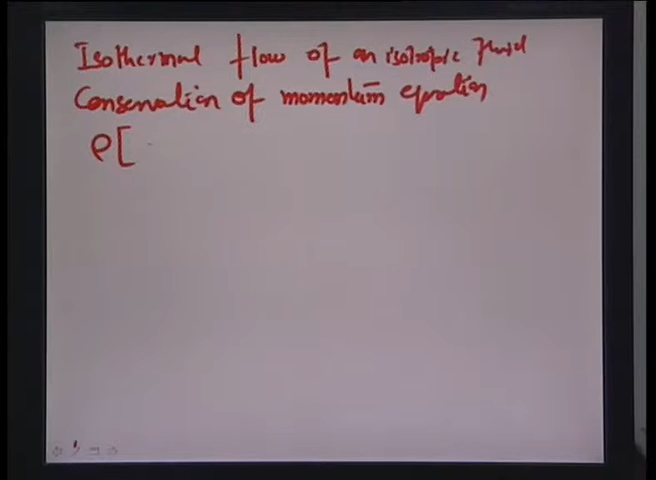 Isothermal flow of an isotropic fluid
Conservation of momentum equation
ρ[